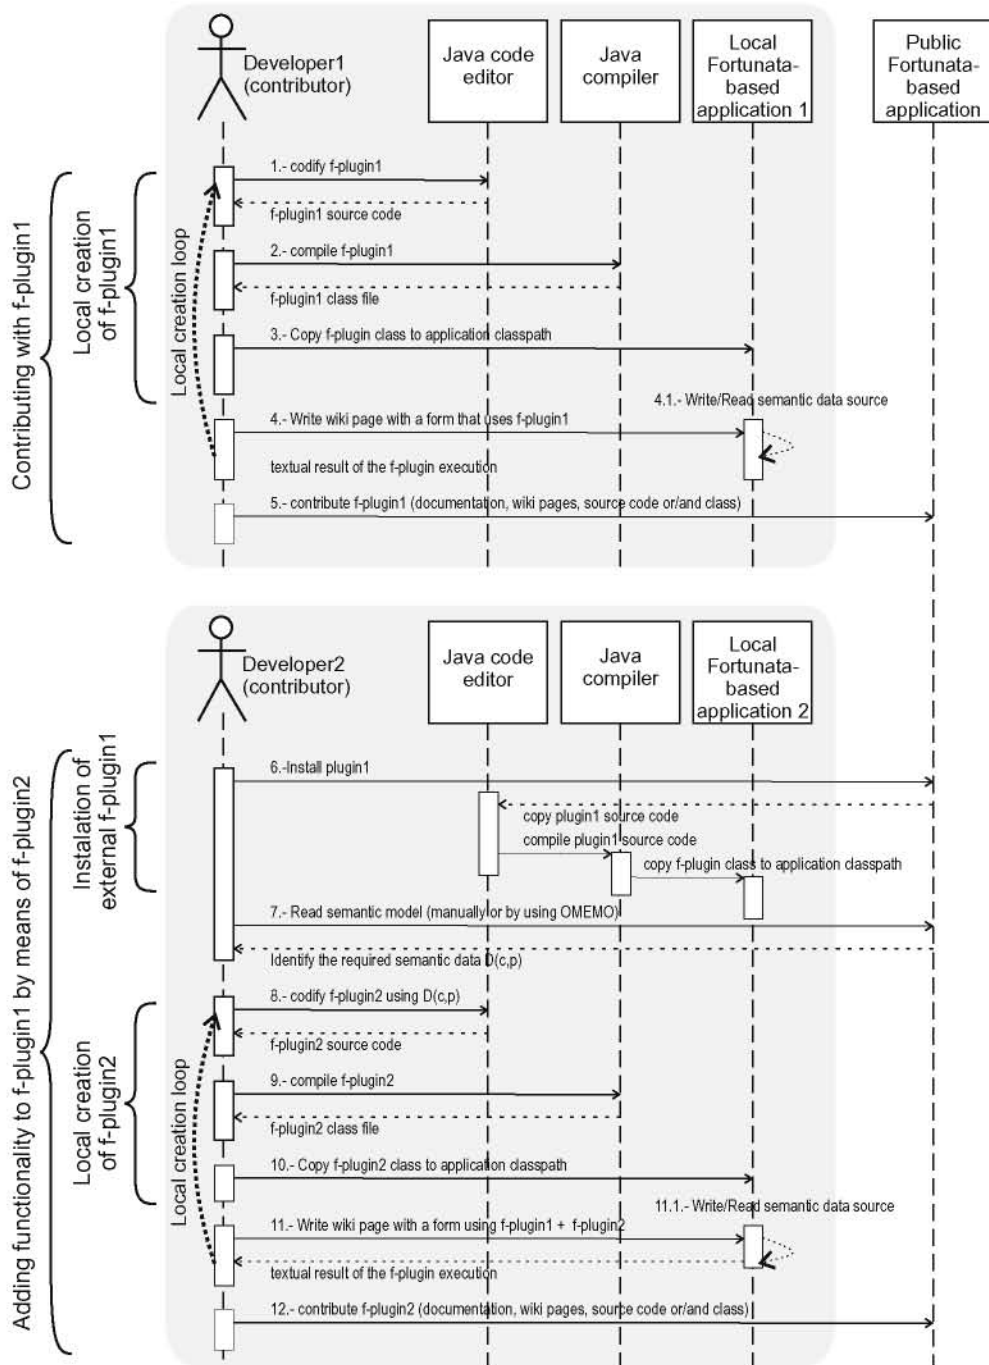 Developer1
(contributor)
Java code
editor
Java
compiler
Local
Fortunata-
based
application 1
Public
Fortunata-
based
application
Contributing with f-plugin1
Local creation
of f-plugin1
Local creation loop
1.- codify f-plugin1
f-plugin1 source code
2.- compile f-plugin1
f-plugin1 class file
3.- Copy f-plugin class to application classpath
4.1.- Write/Read semantic data source
4.- Write wiki page with a form that uses f-plugin1
textual result of the f-plugin execution
5.- contribute f-plugin1 (documentation, wiki pages, source code or/and class)
Developer2
(contributor)
Java code
editor
Java
compiler
Local
Fortunata-
based
application 2
Adding functionality to f-plugin1 by means of f-plugin2
Instalation of
external f-plugin1
6.-Install plugin1
copy plugin1 source code
compile plugin1 source code
copy f-plugin class to application classpath
7.- Read semantic model (manually or by using OMEMO)
Identify the required semantic data D(c,p)
Local creation
of f-plugin2
Local creation loop
8.- codify f-plugin2 using D(c,p)
f-plugin2 source code
9.- compile f-plugin2
f-plugin2 class file
10.- Copy f-plugin2 class to application classpath
11.1.- Write/Read semantic data source
11.- Write wiki page with a form using f-plugin1 + f-plugin2
textual result of the f-plugin execution
12.- contribute f-plugin2 (documentation, wiki pages, source code or/and class)